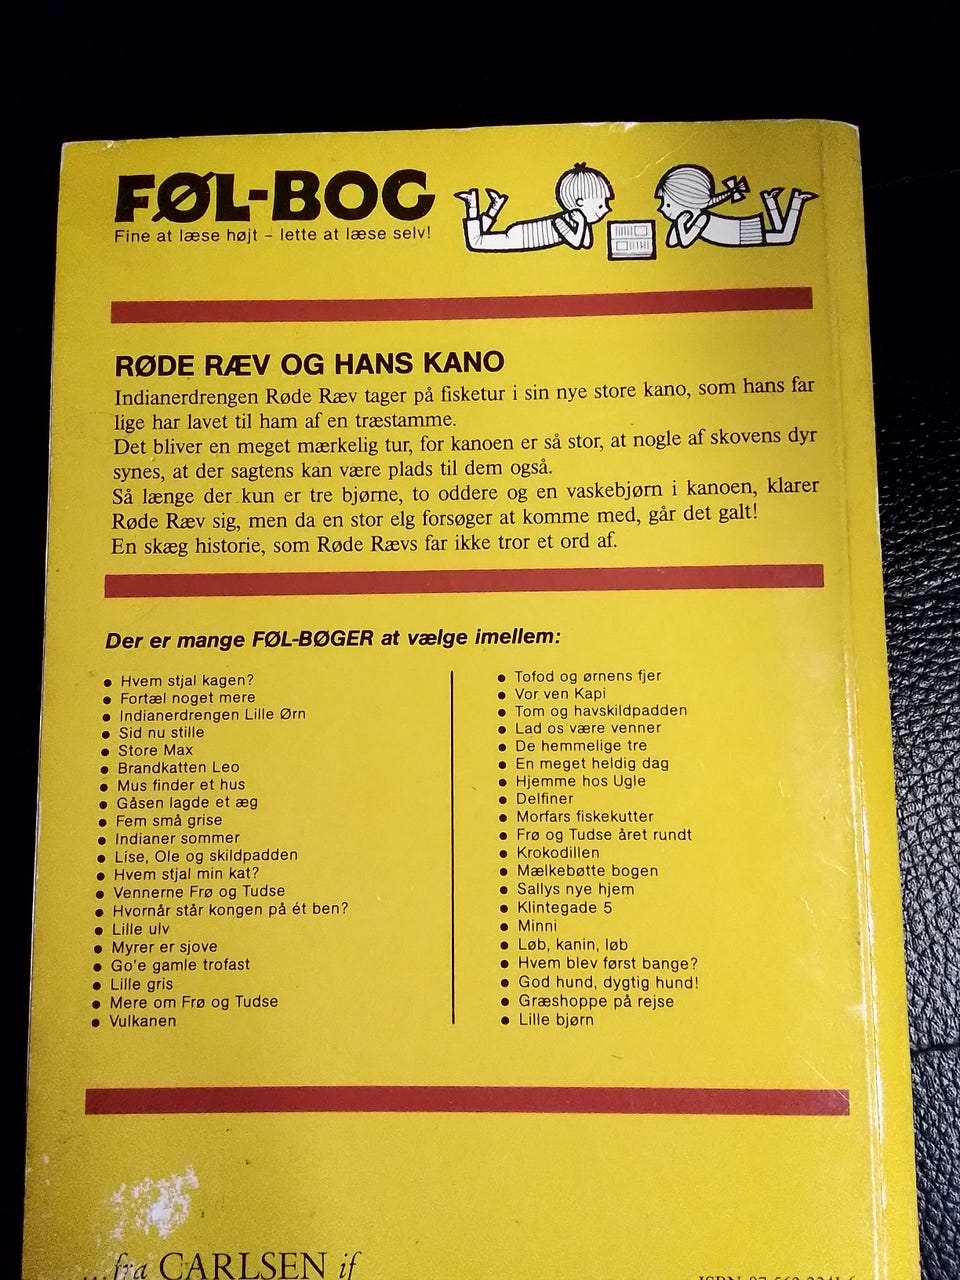 FØL-BOG
Fine at læse højt – lette at læse selv!
RØDE RÆV OG HANS KANO
Indianerdrengen Røde Ræv tager på fisketur i sin nye store kano, som hans far
lige har lavet til ham af en træstamme.
Det bliver en meget mærkelig tur, for kanoen er så stor, at nogle af skovens dyr
synes, at der sagtens kan være plads til dem også.
Så længe der kun er tre bjørne, to oddere og en vaskebjørn i kanoen, klarer
Røde Ræv sig, men da en stor elg forsøger at komme med, går det galt!
En skæg historie, som Røde Rævs far ikke tror et ord af.
Der er mange FØL-BØGER at vælge imellem:
● Hvem stjal kagen?
● Fortæl noget mere
● Indianerdrengen Lille Ørn
● Sid nu stille
● Store Max
● Brandkatten Leo
● Mus finder et hus
● Gåsen lagde et æg
● Fem små grise
● Indianer sommer
● Lise, Ole og skildpadden
● Hvem stjal min kat?
● Vennerne Frø og Tudse
● Hvornår står kongen på ét ben?
● Lille ulv
● Myrer er sjove
● Go'e gamle trofast
● Lille gris
● Mere om Frø og Tudse
● Vulkanen
● Tofod og ørnens fjer
● Vor ven Kapi
● Tom og havskildpadden
● Lad os være venner
● De hemmelige tre
● En meget heldig dag
● Hjemme hos Ugle
● Delfiner
● Morfars fiskekutter
● Frø og Tudse året rundt
● Krokodillen
● Mælkebøtte bogen
● Sallys nye hjem
● Klintegade 5
● Minni
● Løb, kanin, løb
● Hvem blev først bange?
● God hund, dygtig hund!
● Græshoppe på rejse
● Lille bjørn
...fra CARLSEN if
ISBN